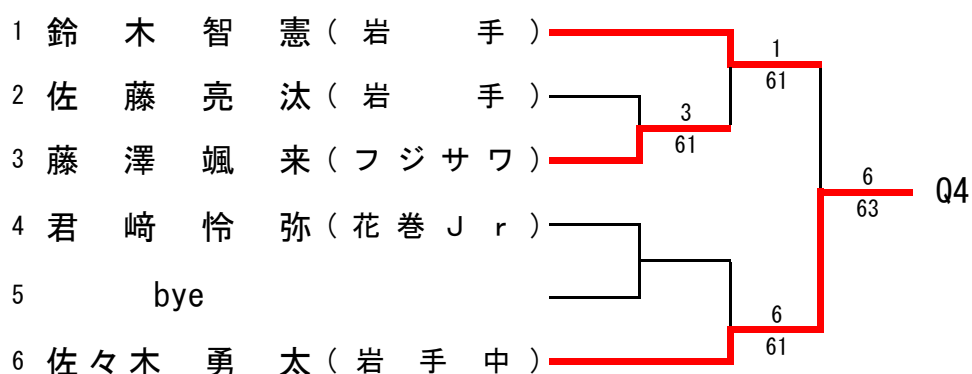 1 鈴木智憲(岩手)
1
61
2 佐藤亮汰(岩手)
3
61
3 藤澤颯来(フジサワ)
6
63
Q4
4 君﨑怜弥(花巻Jr)
5 bye
6
61
6 佐々木勇太(岩手中)